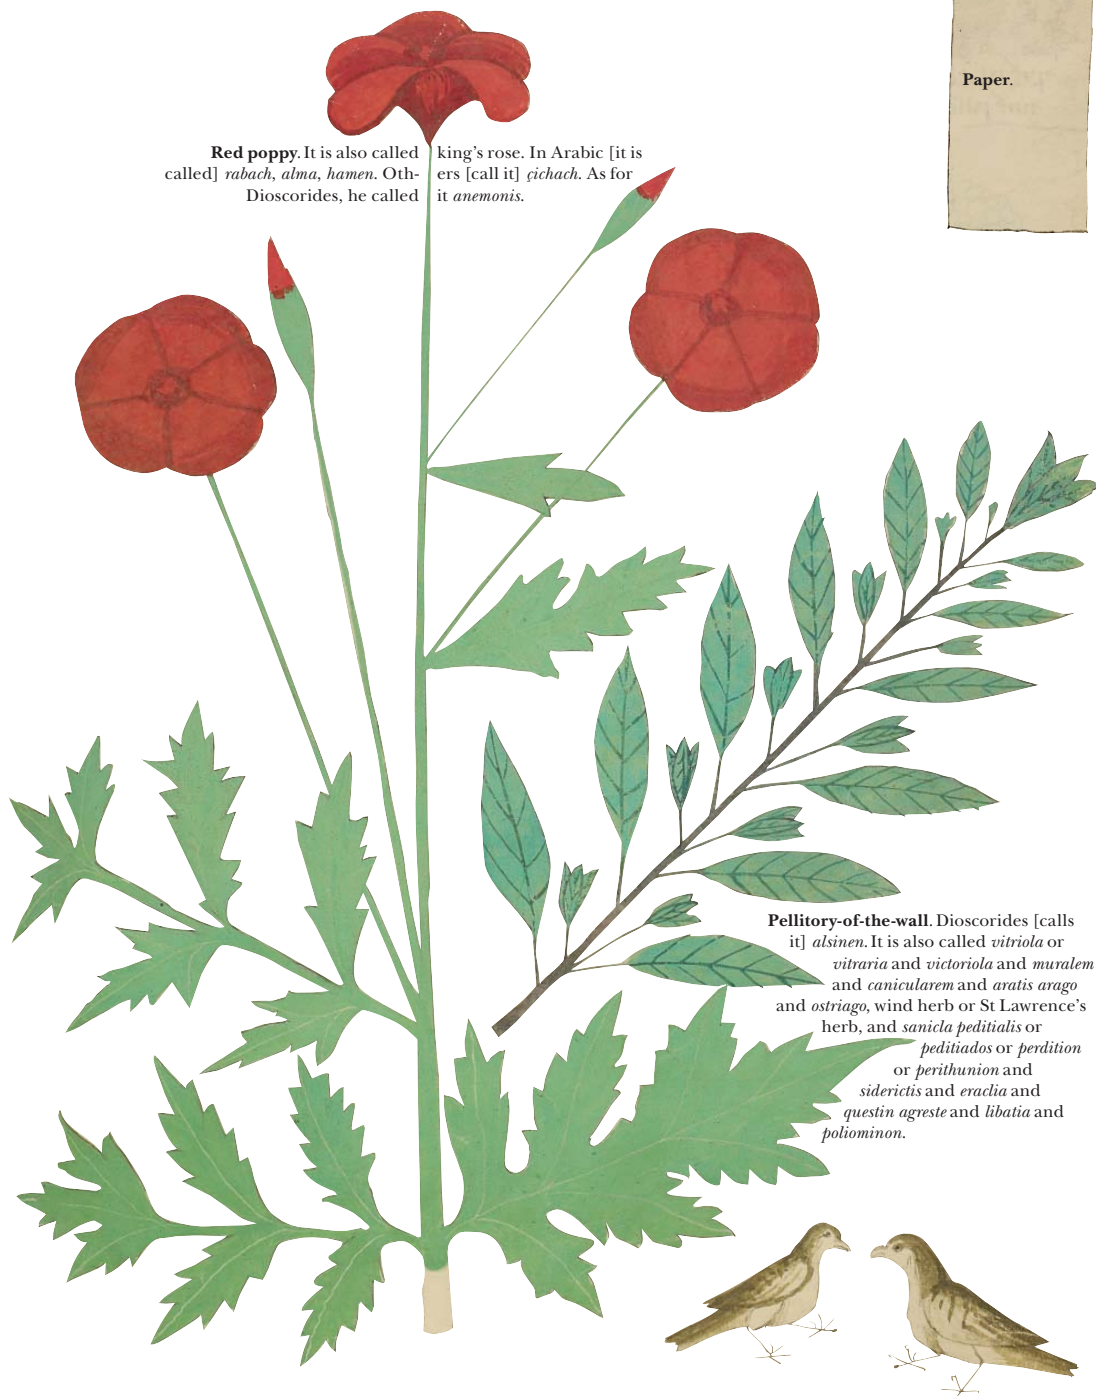 Paper.
Red poppy. It is also called king’s rose. In Arabic [it is
called] rabach, alma, hamen. Oth- ers [call it] çichach. As for
Dioscorides, he called it anemonis.
Pellitory-of-the-wall. Dioscorides [calls
it] alsinen. It is also called vitriola or
vitraria and victoriola and muralem
and canicularem and aratis arago
and ostriago, wind herb or St Lawrence’s
herb, and sanicla peditialis or
peditiados or perdition
or perithunion and
siderictis and eraclia and
questin agreste and libatia and
poliominon.